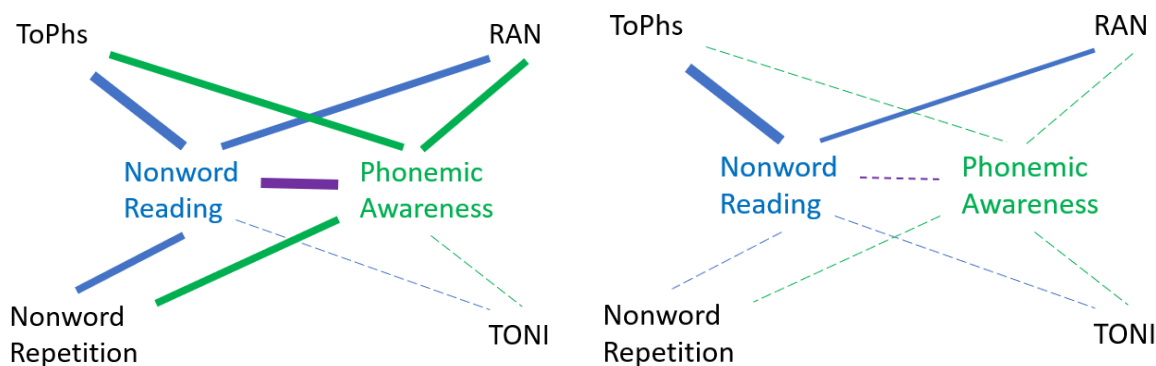 ToPhs
RAN
Nonword
Reading
Phonemic
Awareness
Nonword
Repetition
TONI
ToPhs
RAN
Nonword
Reading
Phonemic
Awareness
Nonword
Repetition
TONI